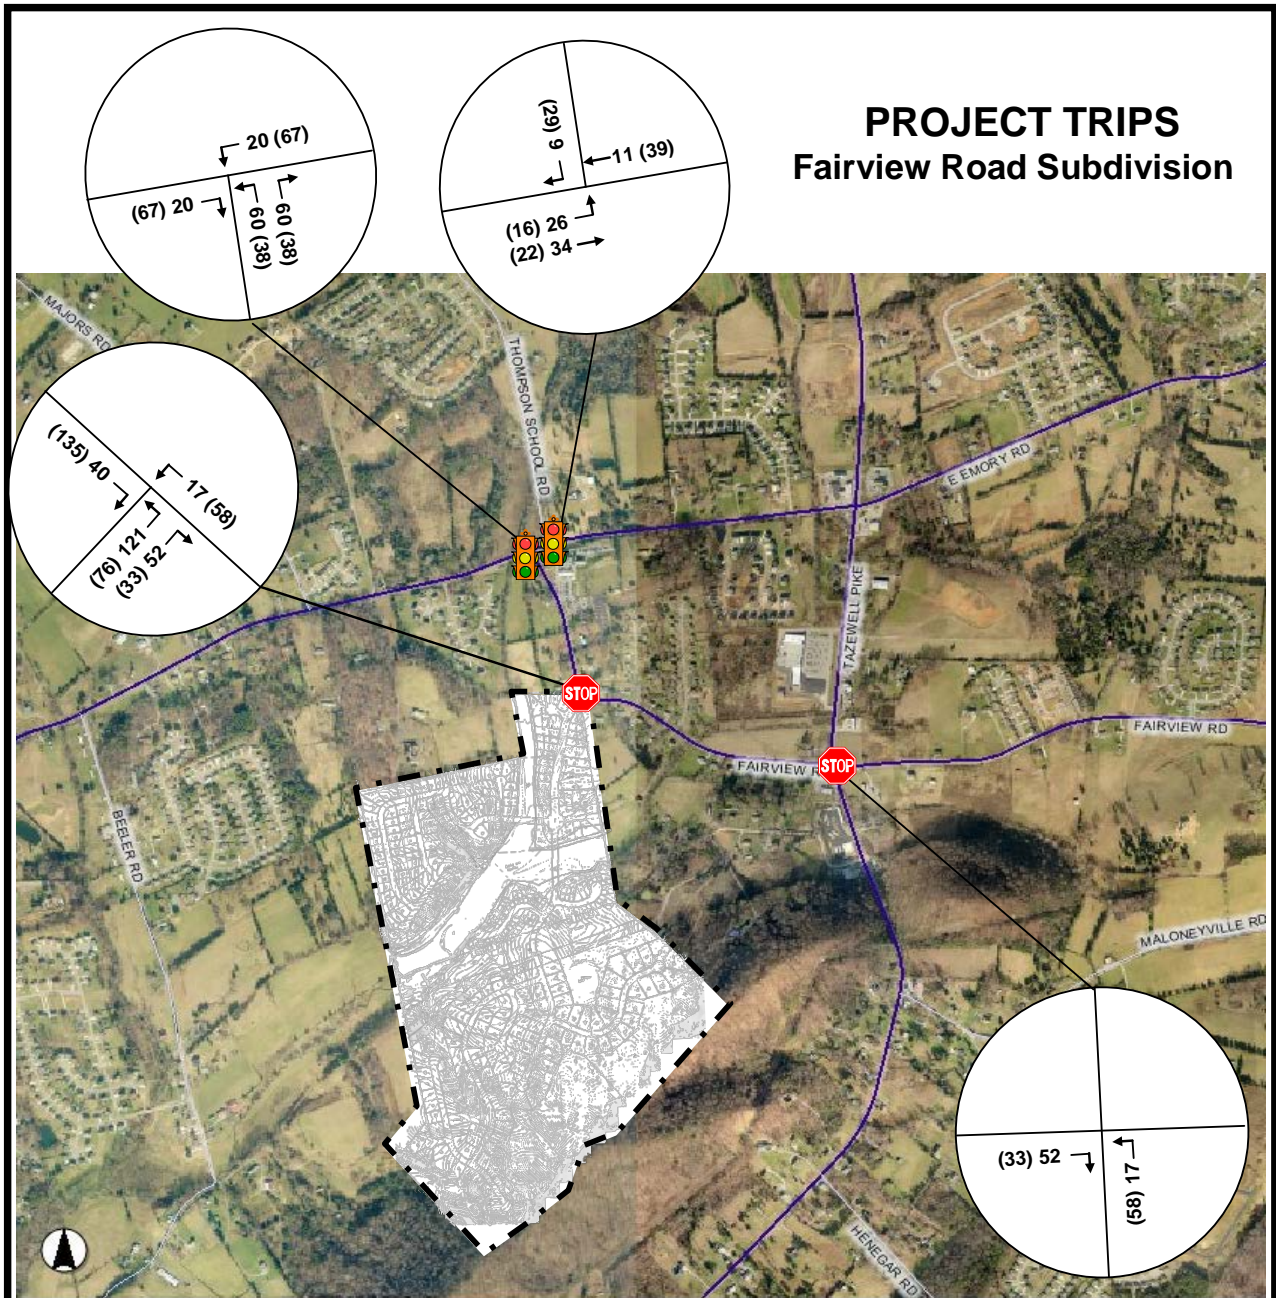 PROJECT TRIPS
Fairview Road Subdivision
20 (67)
(67) 20
60 (38)
60 (38)
(29) 9
11 (39)
(16) 26
(22) 34
MAJORS RD
THOMPSON SCHOOL RD
E EMORY RD
(135) 40
17 (58)
(76) 121
(33) 52
TAZEWELL PIKE
STOP
FAIRVIEW RD
FAIRVIEW R
STOP
BEELER RD
MALONEYVILLE RD
(33) 52
(58) 17
HENEGAR RD